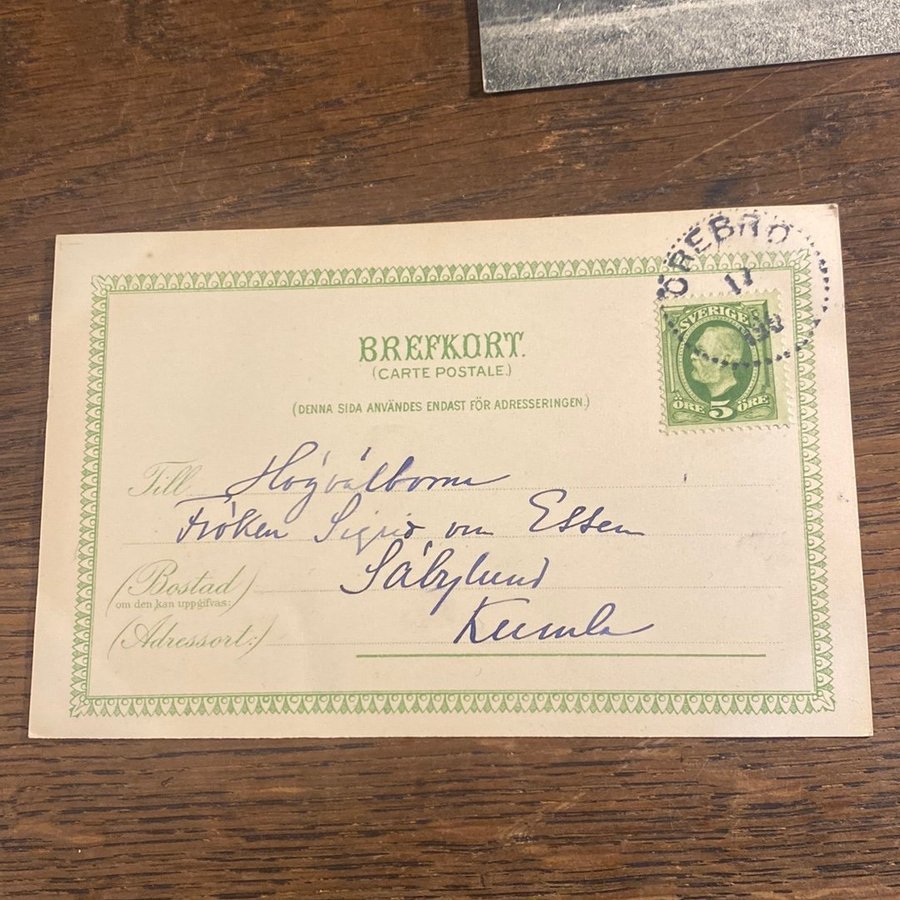 ÖREBRO
17
SVERIGE
ÖRE 5 ÖRE
BREFKORT.
(CARTE POSTALE.)
(DENNA SIDA ANVÄNDES ENDAST FÖR ADRESSERINGEN.)
Till Högvälborna
Fröken Sigrid von Essen
(Bostad)
om den kan uppgifvas:
Säbylund
(Adressort:) Kumla